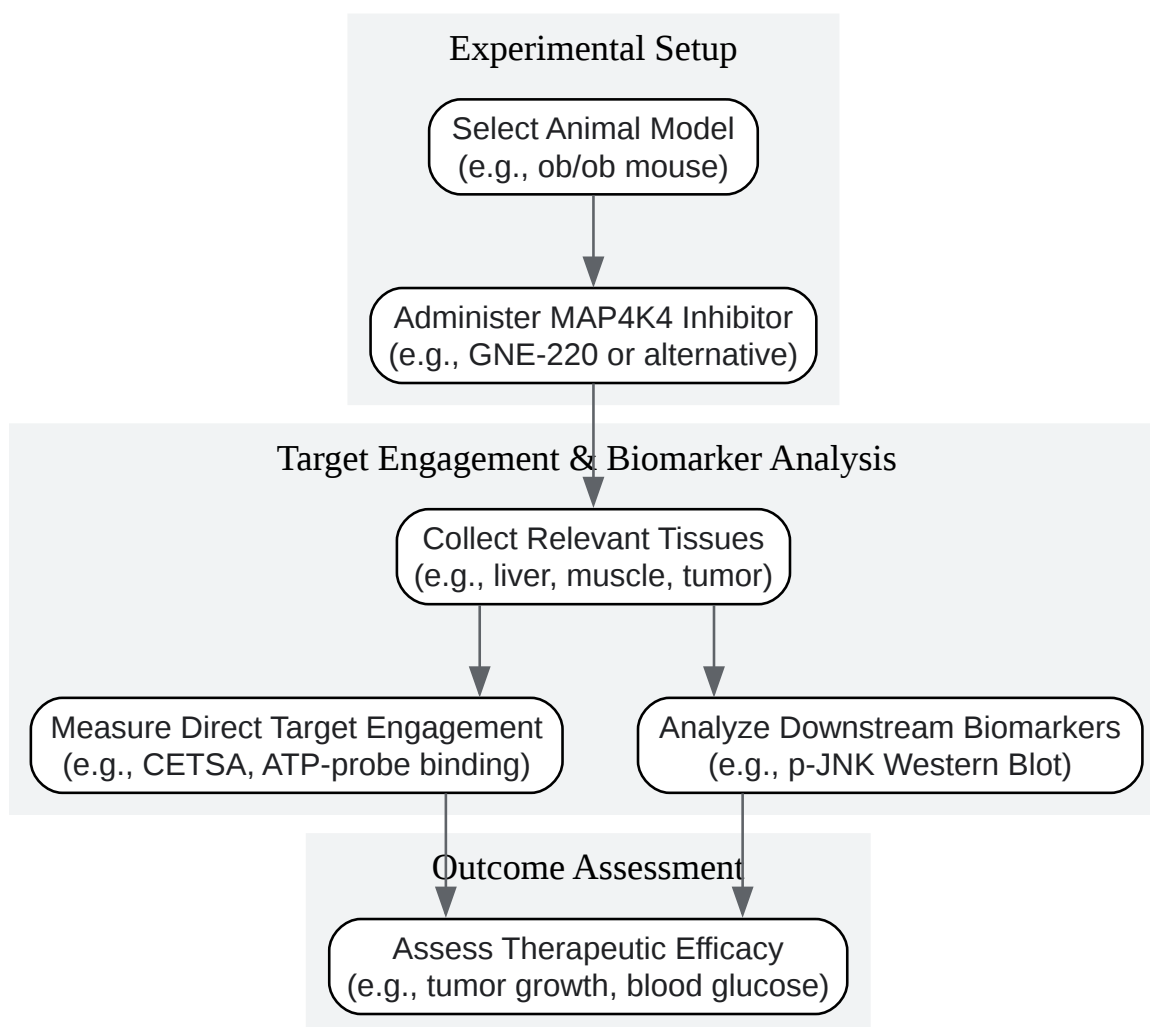 Experimental Setup
Select Animal Model
(e.g., ob/ob mouse)
Administer MAP4K4 Inhibitor
(e.g., GNE-220 or alternative)
Target Engagement & Biomarker Analysis
Collect Relevant Tissues
(e.g., liver, muscle, tumor)
Measure Direct Target Engagement
(e.g., CETSA, ATP-probe binding)
Analyze Downstream Biomarkers
(e.g., p-JNK Western Blot)
Outcome Assessment
Assess Therapeutic Efficacy
(e.g., tumor growth, blood glucose)